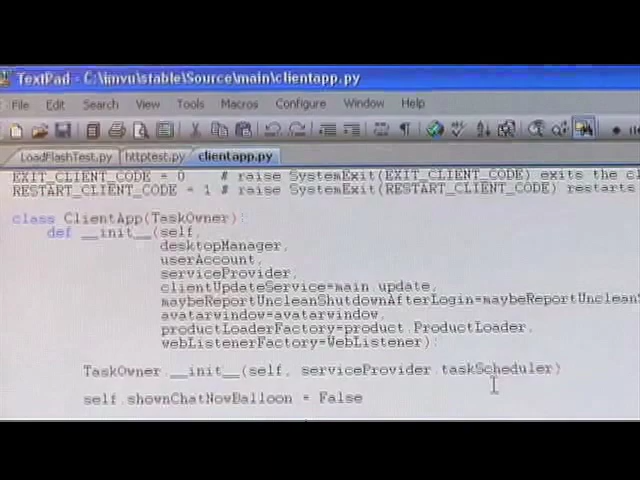 TextPad - C:\imvu\stable\Source\main\clientapp.py
File Edit Search View Tools Macros Configure Window Help
LoadFlashTest.py httptest.py clientapp.py
EXIT_CLIENT_CODE = 0 # raise SystemExit(EXIT_CLIENT_CODE) exits the cl
RESTART_CLIENT_CODE = 1 # raise SystemExit(RESTART_CLIENT_CODE) restarts
class ClientApp(TaskOwner):
def __init__(self,
desktopManager,
userAccount,
serviceProvider,
clientUpdateService=main.update,
maybeReportUncleanShutdownAfterLogin=maybeReportUnclean
avatarwindow=avatarwindow,
productLoaderFactory=product.ProductLoader,
webListenerFactory=WebListener):
TaskOwner.__init__(self, serviceProvider.taskScheduler)
self.shownChatNowBalloon = False